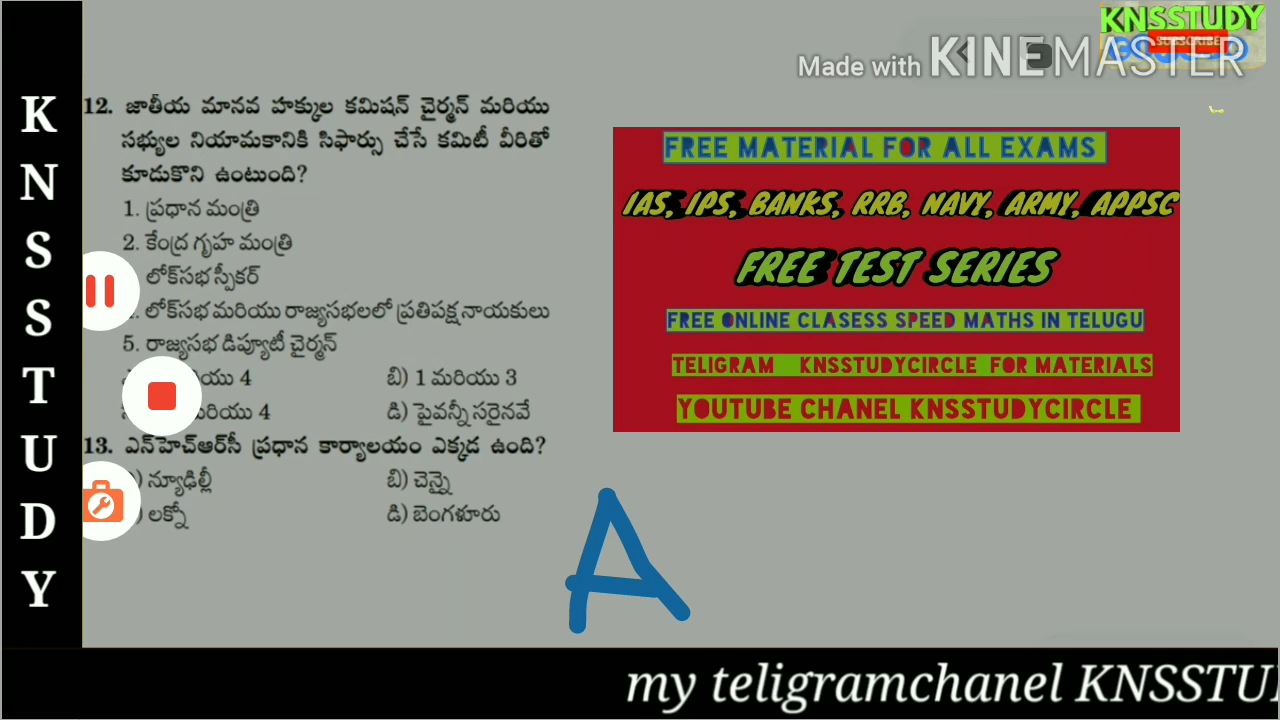 KNSSTUDY
SUBSCRIBE
Made with KINEMASTER
KNSSTUDY
12. జాతీయ మానవ హక్కుల కమిషన్ చైర్మన్ మరియు
సభ్యుల నియామకానికి సిఫార్సు చేసే కమిటీ వీరితో
కూడుకొని ఉంటుంది?
1. ప్రధాన మంత్రి
2. కేంద్ర గృహ మంత్రి
లోక్‌సభ స్పీకర్
లోక్‌సభ మరియు రాజ్యసభలలో ప్రతిపక్ష నాయకులు
5. రాజ్యసభ డిప్యూటీ చైర్మన్
4 బి) 1 మరియు 3
మరియు 4 డి) పైవన్నీ సరైనవే
13. ఎన్‌హెచ్‌ఆర్‌సీ ప్రధాన కార్యాలయం ఎక్కడ ఉంది?
న్యూఢిల్లీ బి) చెన్నై
లక్నో డి) బెంగళూరు
FREE MATERIAL FOR ALL EXAMS
IAS, IPS, BANKS, RRB, NAVY, ARMY, APPSC
FREE TEST SERIES
FREE ONLINE CLASESS SPEED MATHS IN TELUGU
TELIGRAM KNSSTUDYCIRCLE FOR MATERIALS
YOUTUBE CHANEL KNSSTUDYCIRCLE
A
my teligramchanel KNSSTU